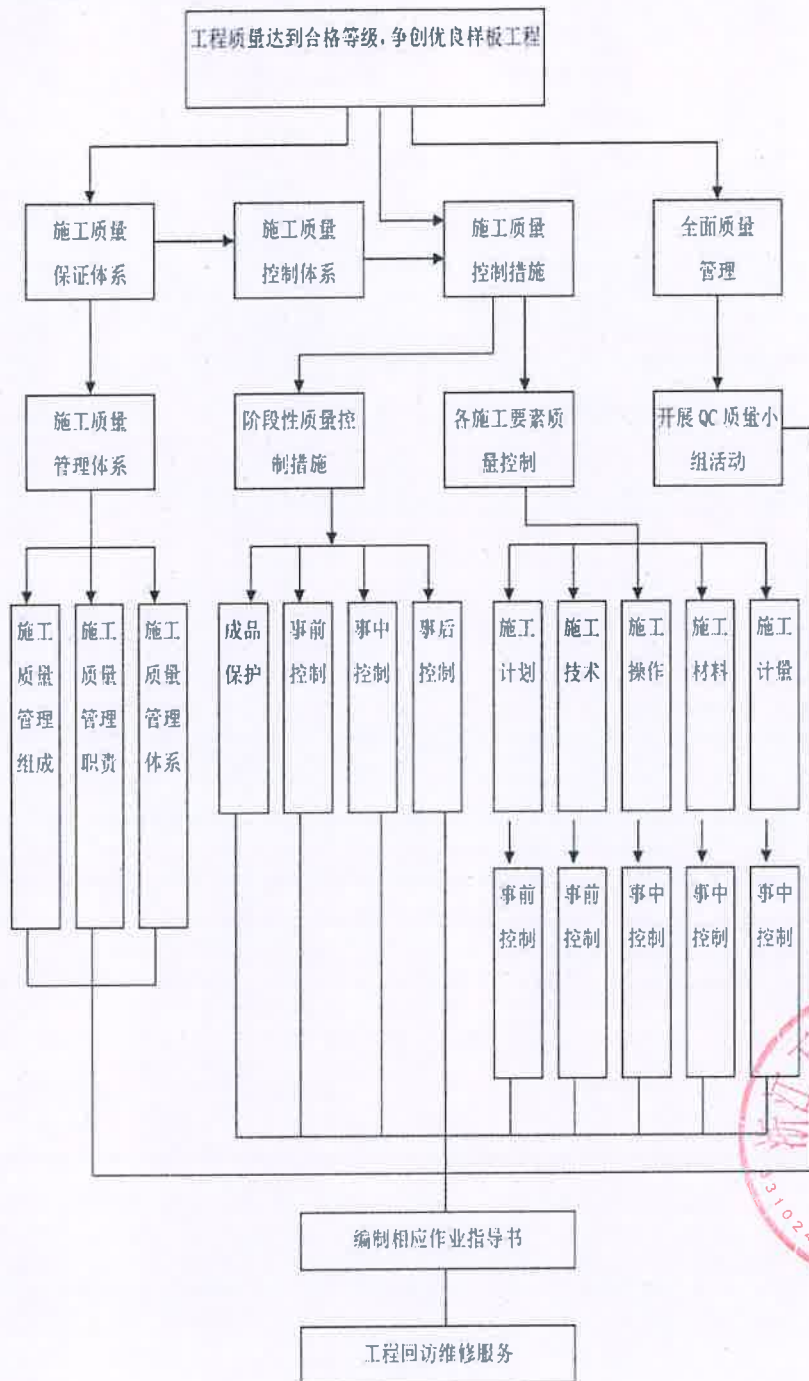 工程质量达到合格等级，争创优良样板工程
施工质量
保证体系
施工质量
控制体系
施工质量
控制措施
全面质量
管理
施工质量
管理体系
阶段性质量控
制措施
各施工要素质
量控制
开展 QC 质量小
组活动
施工
质量
管理
组成
施工
质量
管理
职责
施工
质量
管理
体系
成品
保护
事前
控制
事中
控制
事后
控制
施工
计划
施工
技术
施工
操作
施工
材料
施工
计量
事前
控制
事前
控制
事中
控制
事中
控制
事中
控制
编制相应作业指导书
工程回访维修服务
浙江
331024